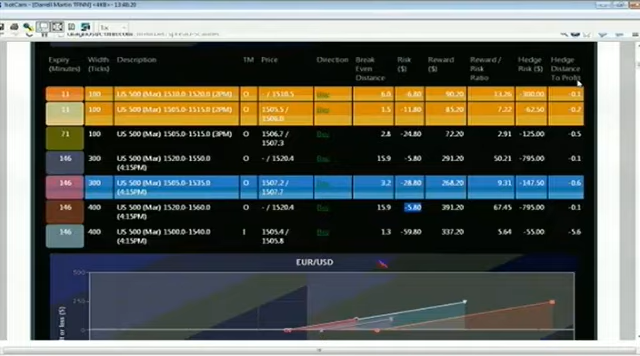 Expiry (Minutes) Width (Ticks) Description TM Price Direction Break Even Distance Risk ($) Reward ($) Reward / Risk Ratio Hedge Risk ($) Hedge Distance To Profit
13 100 US 500 (Mar) 1510.0-1520.0 (2PM) O - / 1510.5 Buy 6.0 -6.80 90.20 13.26 -300.00 -0.1
13 100 US 500 (Mar) 1505.0-1515.0 (2PM) O 1505.5 / 1508.0 Buy 1.5 -11.80 85.20 7.22 -62.50 -0.2
71 100 US 500 (Mar) 1505.0-1515.0 (3PM) O 1506.7 / 1507.3 Buy 2.8 -24.80 72.20 2.91 -125.00 -0.5
146 300 US 500 (Mar) 1520.0-1550.0 (4:15PM) O - / 1520.4 Buy 15.9 -5.80 291.20 50.21 -795.00 -0.1
146 300 US 500 (Mar) 1505.0-1535.0 (4:15PM) O 1507.2 / 1507.7 Buy 3.2 -28.80 268.20 9.31 -147.50 -0.6
146 400 US 500 (Mar) 1520.0-1560.0 (4:15PM) O - / 1520.4 Buy 15.9 -5.80 391.20 67.45 -795.00 -0.1
146 400 US 500 (Mar) 1500.0-1540.0 (4:15PM) I 1505.4 / 1505.8 Buy 1.3 -59.80 337.20 5.64 -55.00 -5.6
EUR/USD
500
250
0